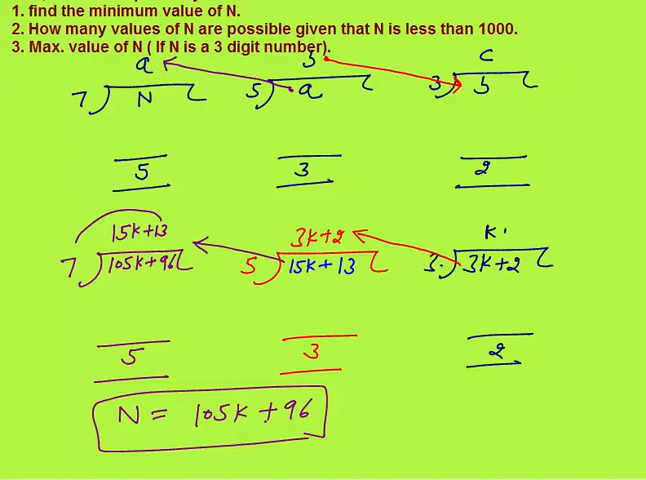 1. find the minimum value of N.
2. How many values of N are possible given that N is less than 1000.
3. Max. value of N ( If N is a 3 digit number).
a b c
7) N ( 5) a ( 3) b (
5 3 2
15K+13 3K+2 K
7) 105K+96 ( 5) 15K+13 ( 3) 3K+2 (
5 3 2
N = 105K+96